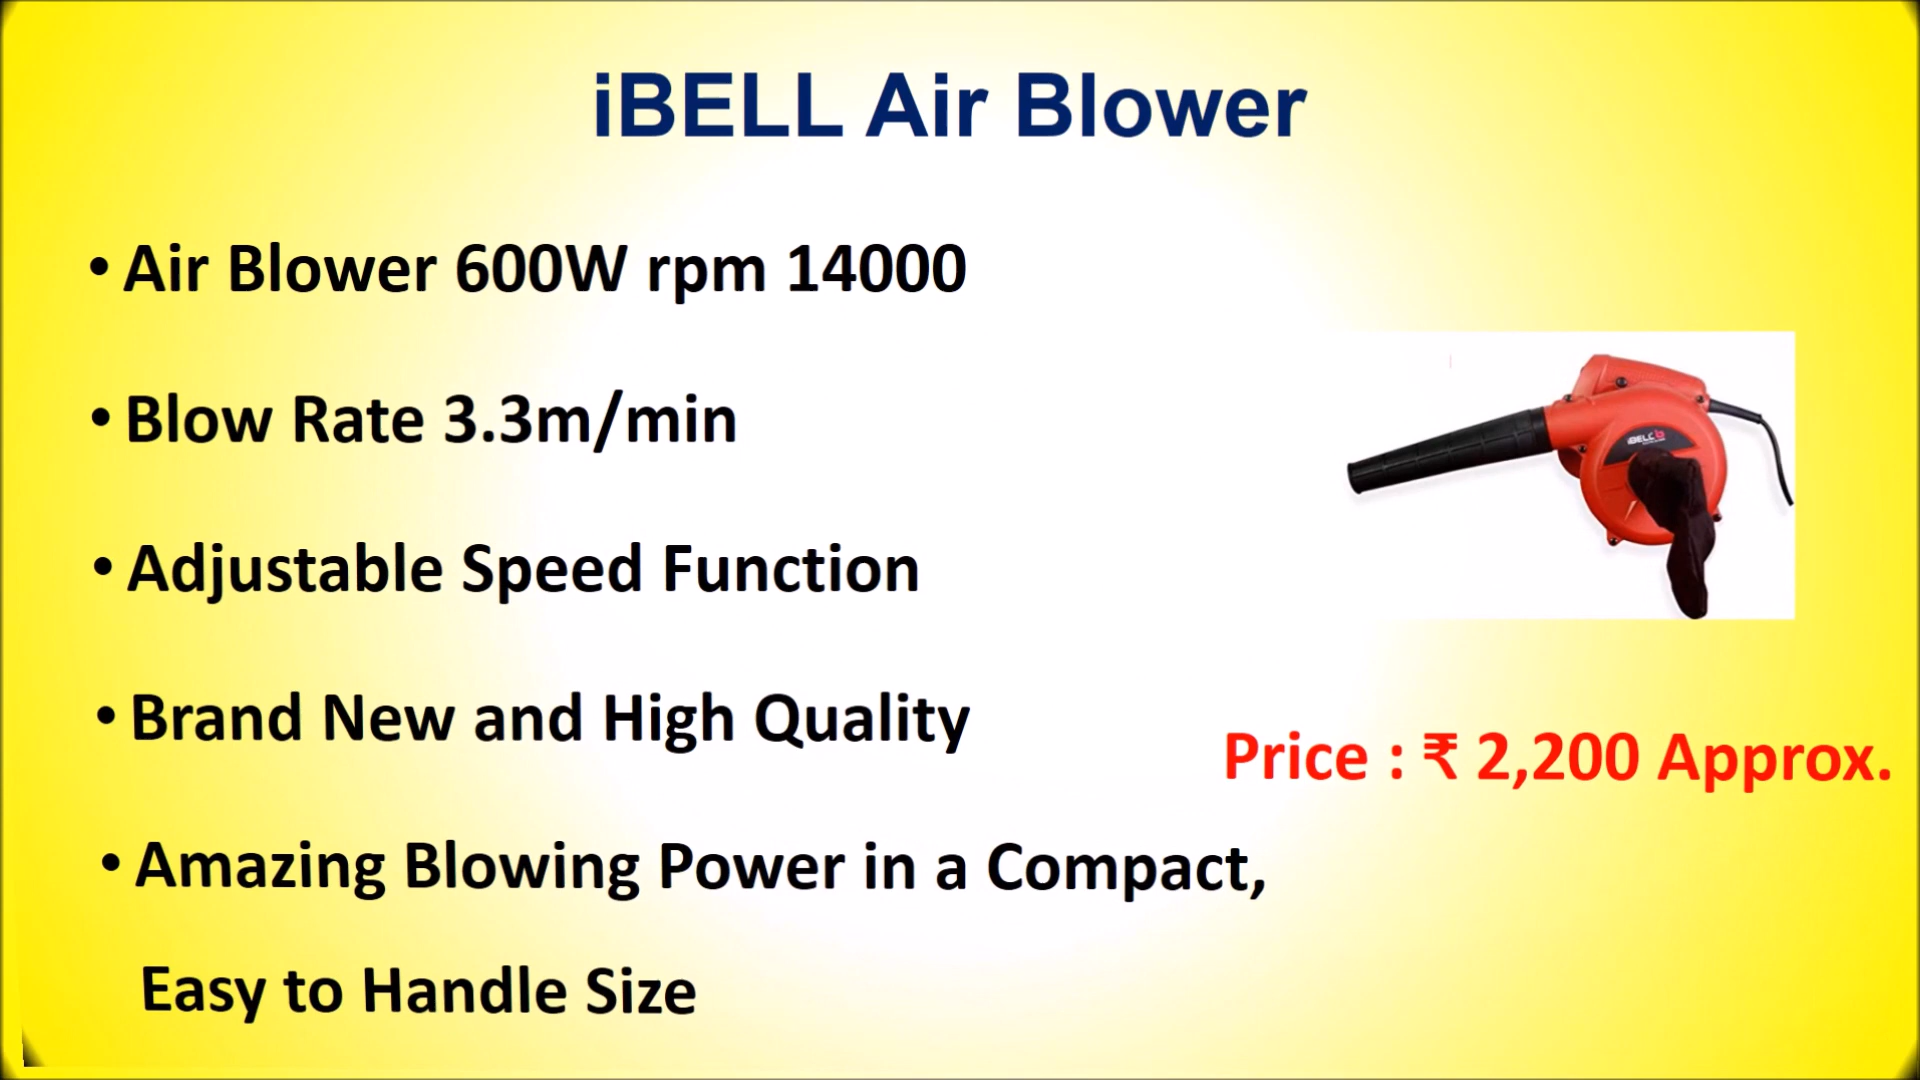 iBELL Air Blower
• Air Blower 600W rpm 14000
• Blow Rate 3.3m/min
• Adjustable Speed Function
• Brand New and High Quality
• Amazing Blowing Power in a Compact,
Easy to Handle Size
iBELL
Price : ₹ 2,200 Approx.